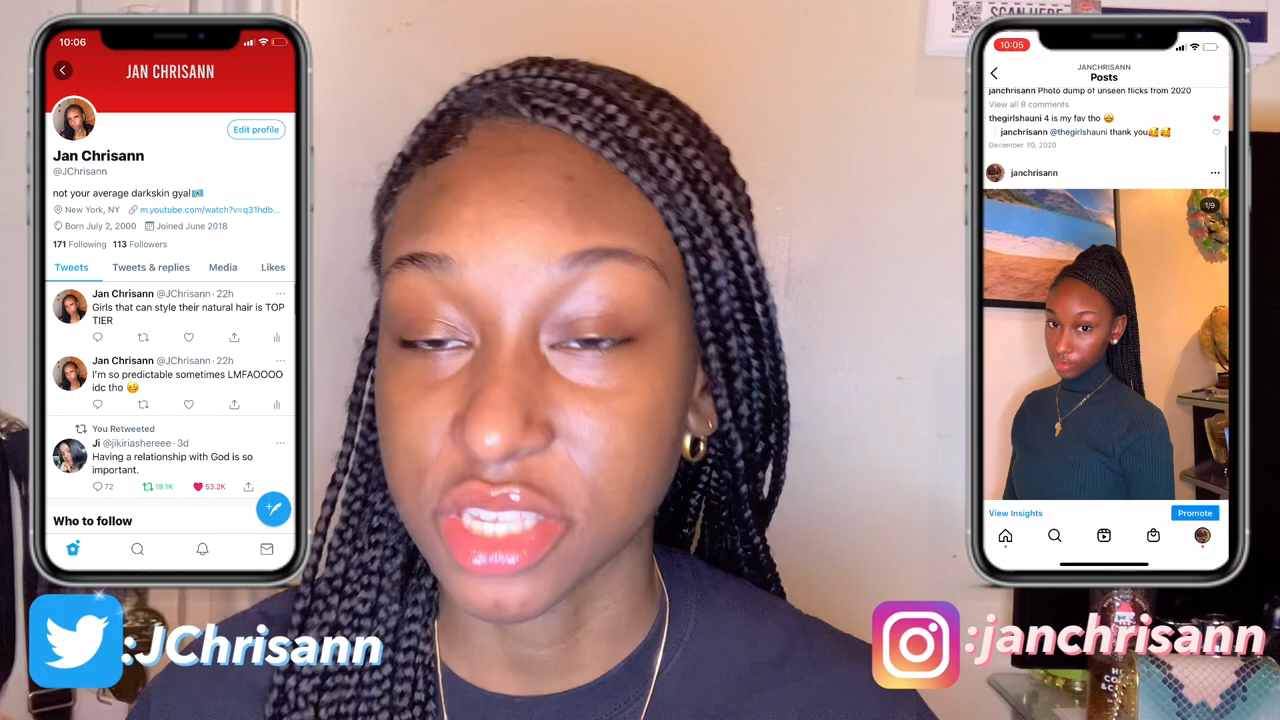 10:06
JAN CHRISANN
Edit profile
Jan Chrisann
@JChrisann
not your average darkskin gyal
New York, NY m.youtube.com/watch?v=q31hdb...
Born July 2, 2000 Joined June 2018
171 Following 113 Followers
Tweets Tweets & replies Media Likes
Jan Chrisann @JChrisann · 22h
Girls that can style their natural hair is TOP
TIER
Jan Chrisann @JChrisann · 22h
I'm so predictable sometimes LMFAOOOO
idc tho 🥴
You Retweeted
Ji @jikiriashereee · 3d
Having a relationship with God is so
important.
72 19.1K 53.2K
Who to follow
:JChrisann
SCAN HERE
10:05
JANCHRISANN
Posts
janchrisann Photo dump of unseen flicks from 2020
View all 8 comments
thegirlshauni 4 is my fav tho 🤩
janchrisann @thegirlshauni thank you🥰🥰
December 30, 2020
janchrisann
1/9
View Insights Promote
:janchrisann